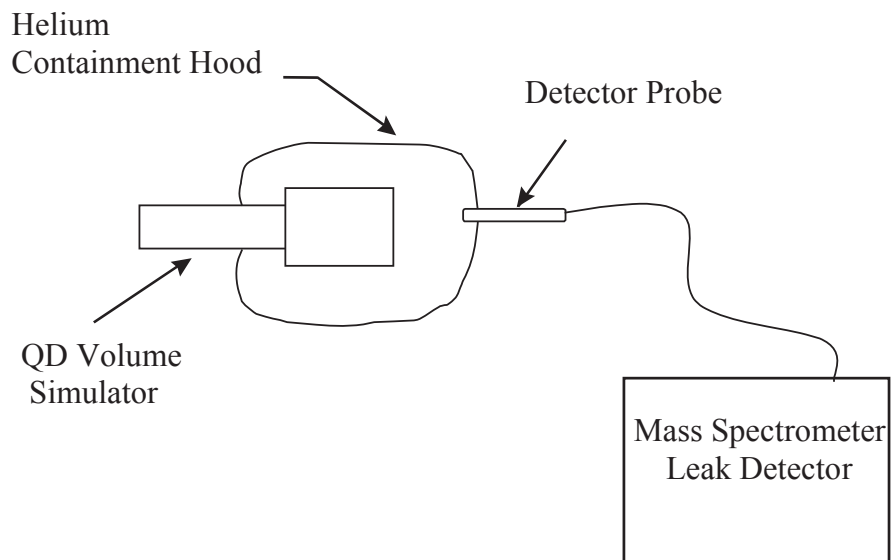 Helium
Containment Hood
Detector Probe
QD Volume
Simulator
Mass Spectrometer
Leak Detector